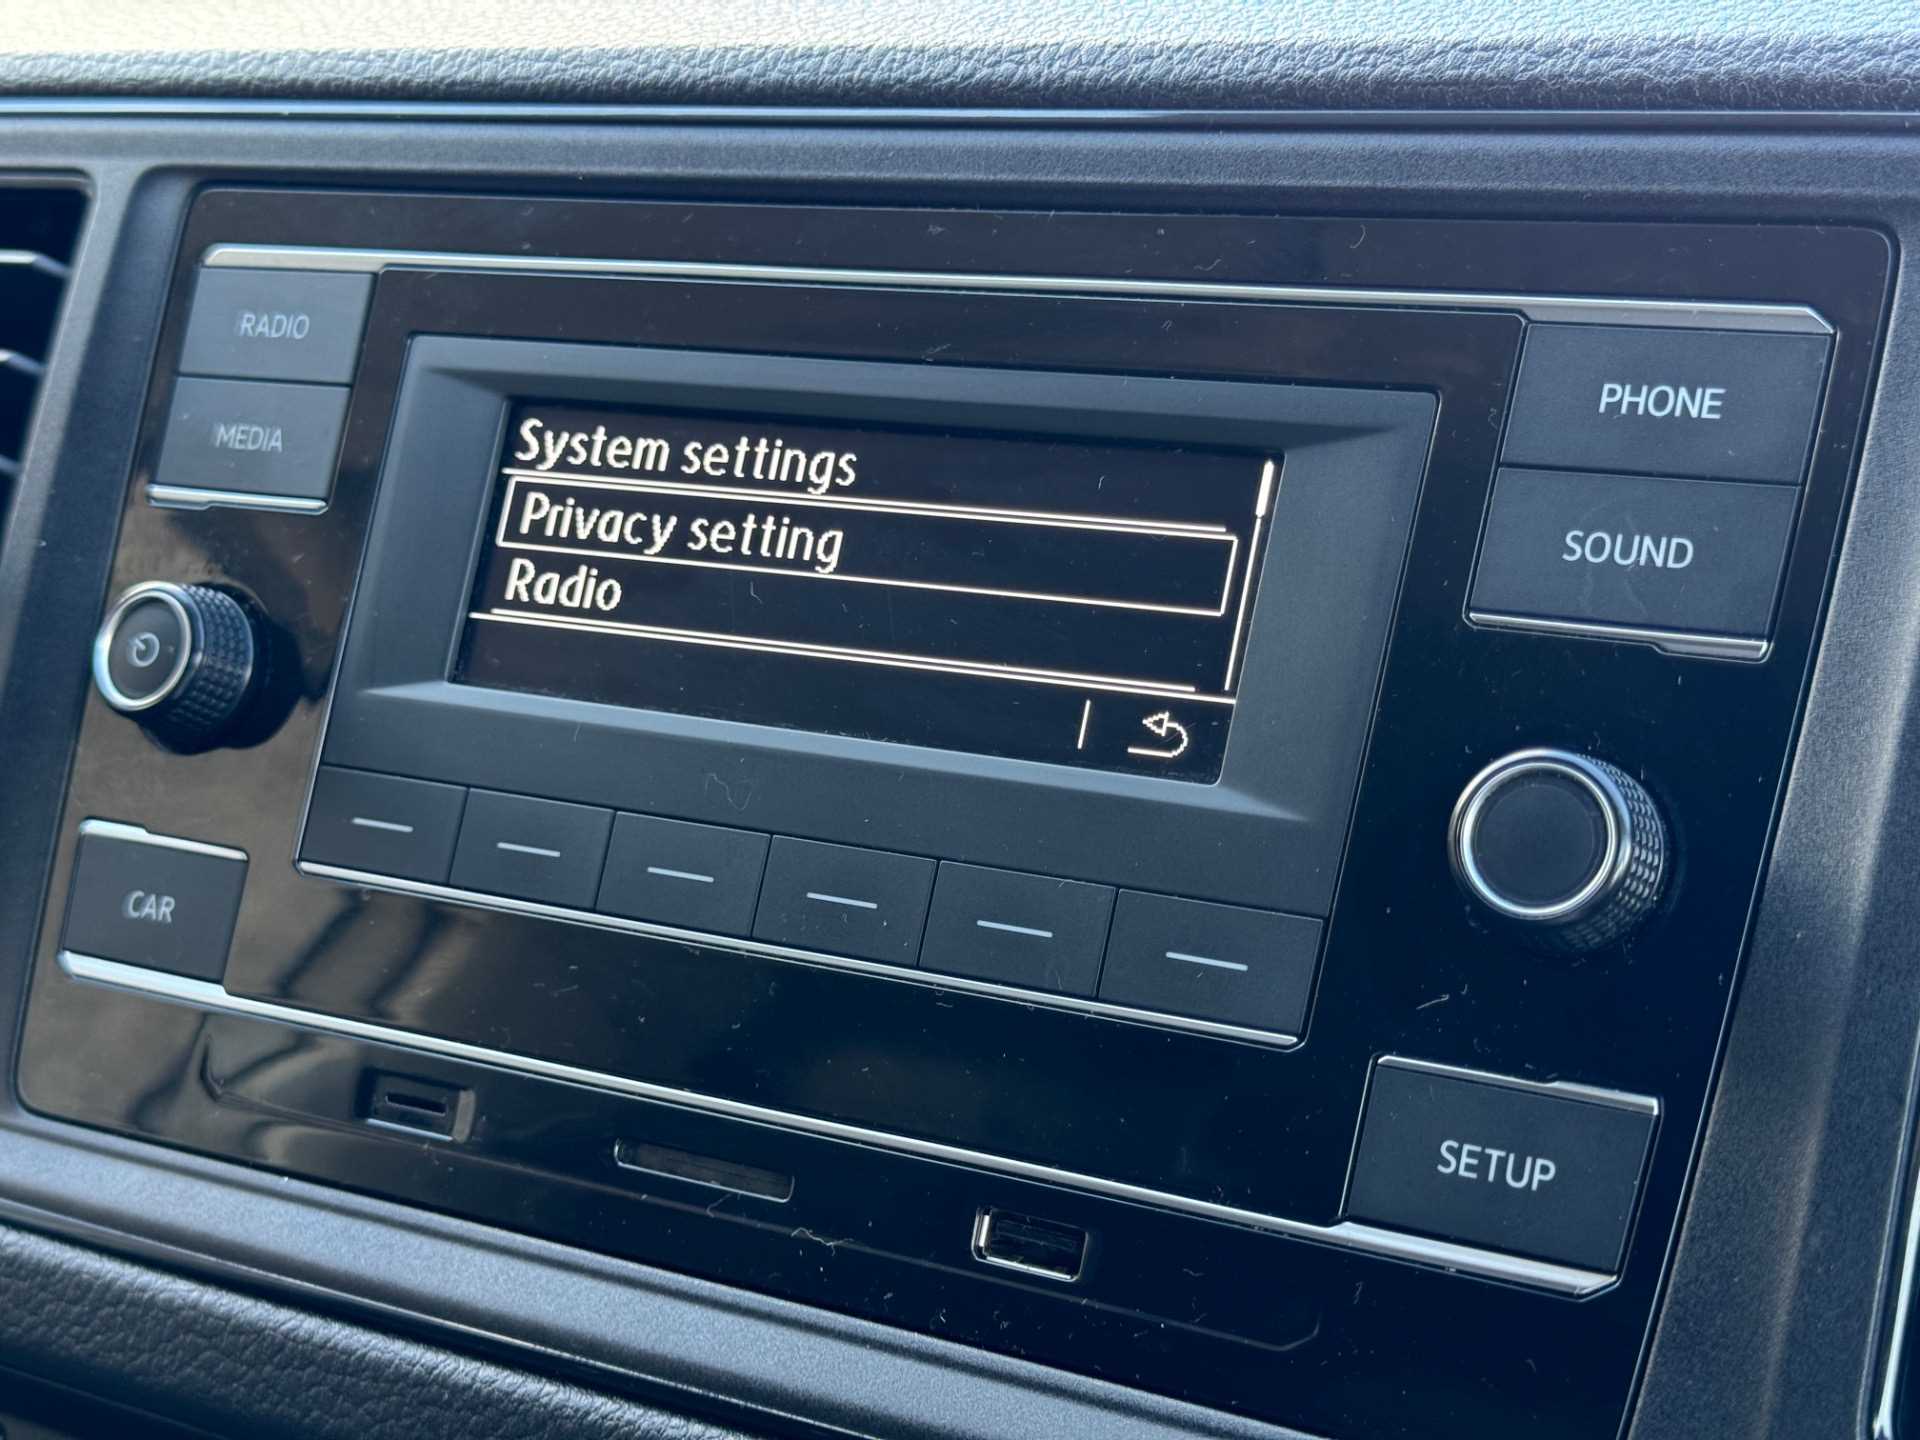 RADIO
MEDIA
System settings
Privacy setting
Radio
PHONE
SOUND
CAR
SETUP